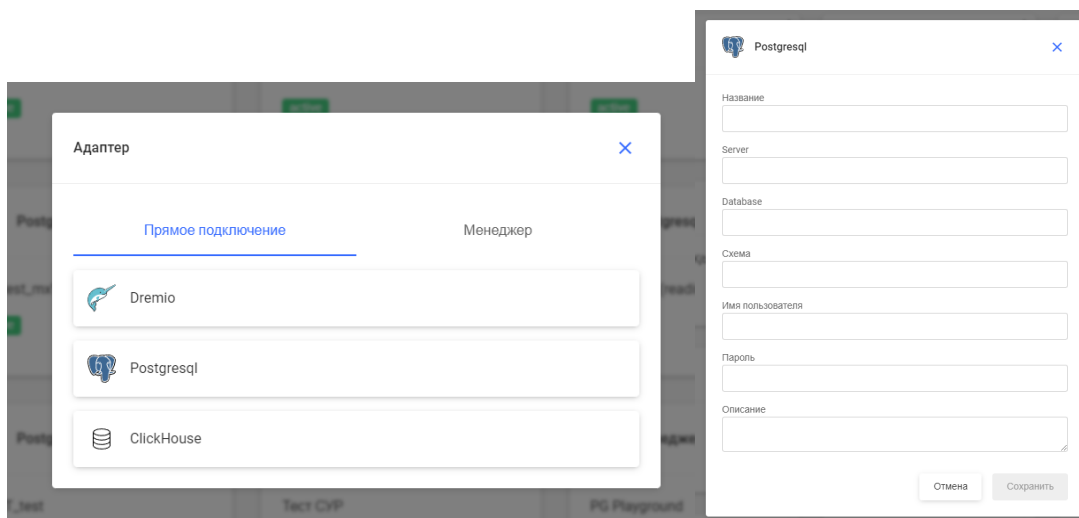 active
active
Адаптер
Прямое подключение
Менеджер
Dremio
Postgresql
ClickHouse
Тест СУР
PG Playground
Postgresql
Название
Server
Database
Схема
Имя пользователя
Пароль
Описание
Отмена
Сохранить